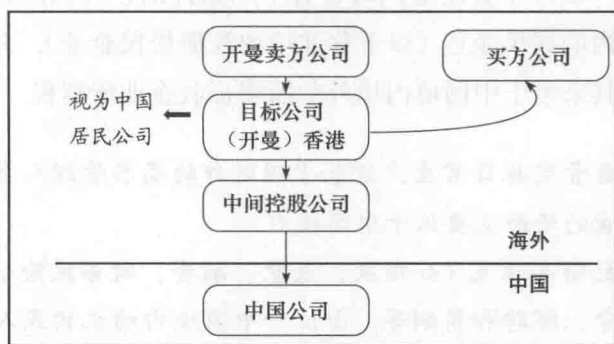 开曼卖方公司
买方公司
视为中国
居民公司
目标公司
（开曼）香港
中间控股公司
海外
中国
中国公司